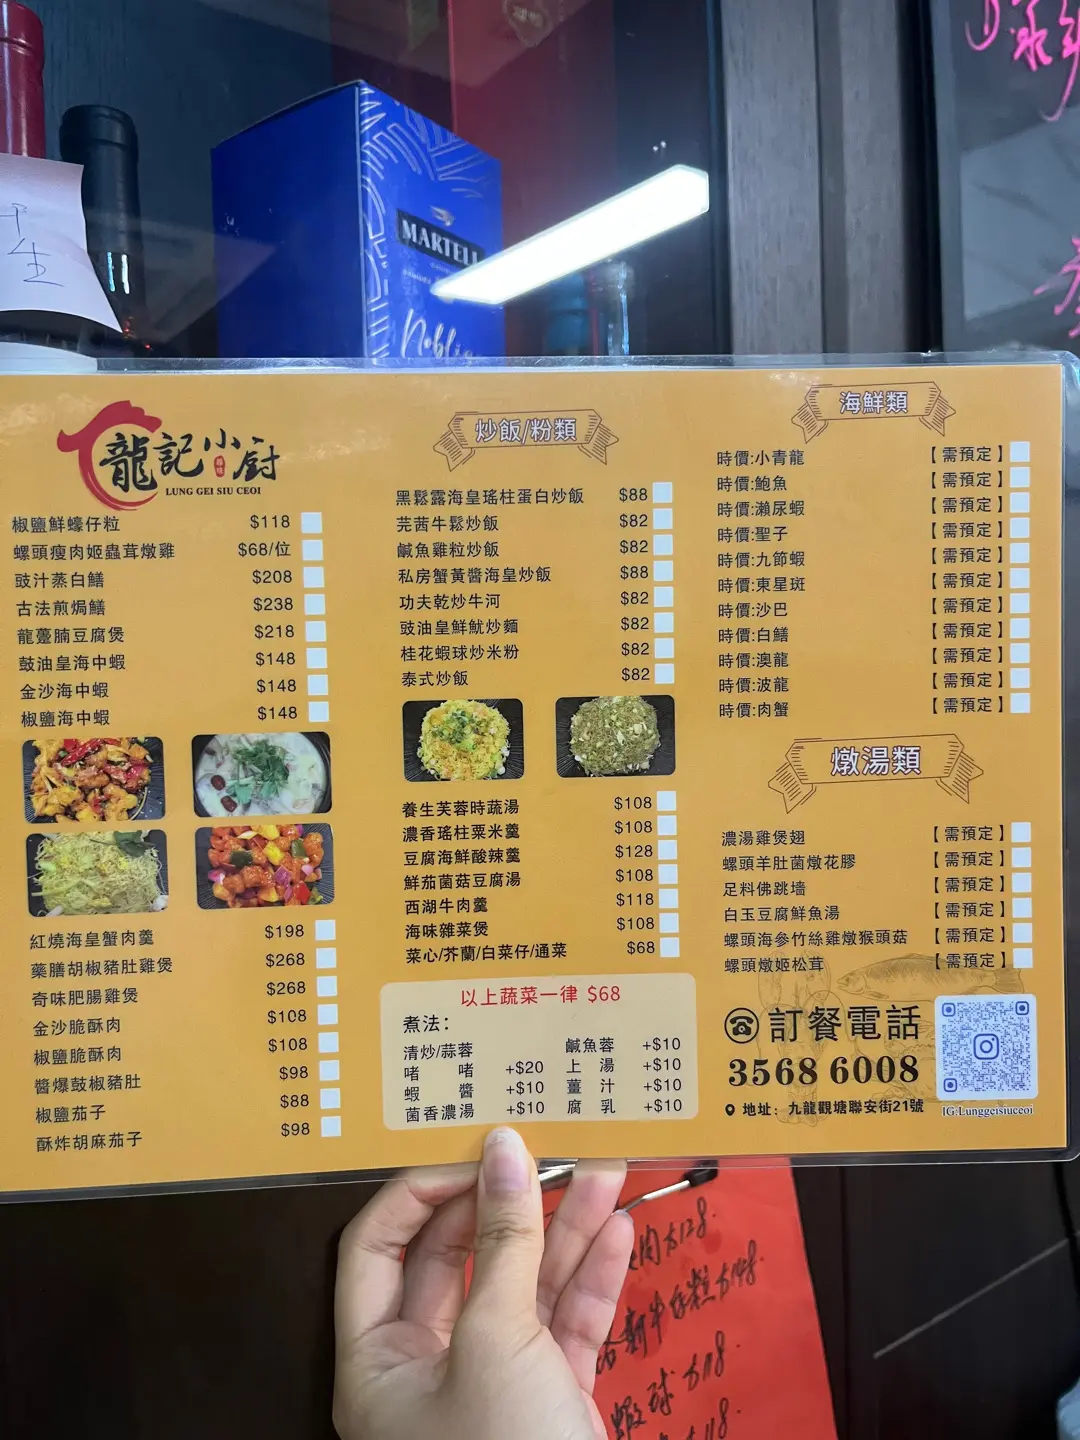 MARTELL
Noblige
龍記小廚
LUNG GEI SIU CEOI
椒鹽鮮蠔仔粒 $118
螺頭瘦肉姬蟲茸燉雞 $68/位
豉汁蒸白鱔 $208
古法煎焗鱔 $238
龍躉腩豆腐煲 $218
鼓油皇海中蝦 $148
金沙海中蝦 $148
椒鹽海中蝦 $148
紅燒海皇蟹肉羹 $198
藥膳胡椒豬肚雞煲 $268
奇味肥腸雞煲 $268
金沙脆酥肉 $108
椒鹽脆酥肉 $108
醬爆鼓椒豬肚 $98
椒鹽茄子 $88
酥炸胡麻茄子 $98
炒飯/粉類
黑鬆露海皇瑤柱蛋白炒飯 $88
芫茜牛鬆炒飯 $82
鹹魚雞粒炒飯 $82
私房蟹黃醬海皇炒飯 $88
功夫乾炒牛河 $82
豉油皇鮮魷炒麵 $82
桂花蝦球炒米粉 $82
泰式炒飯 $82
養生芙蓉時蔬湯 $108
濃香瑤柱粟米羹 $108
豆腐海鮮酸辣羹 $128
鮮茄菌菇豆腐湯 $108
西湖牛肉羹 $118
海味雜菜煲 $108
菜心/芥蘭/白菜仔/通菜 $68
以上蔬菜一律 $68
煮法：
清炒/蒜蓉 鹹魚蓉 +$10
啫 啫 +$20 上 湯 +$10
蝦 醬 +$10 薑 汁 +$10
菌香濃湯 +$10 腐 乳 +$10
海鮮類
時價:小青龍 【需預定】
時價:鮑魚 【需預定】
時價:瀨尿蝦 【需預定】
時價:聖子 【需預定】
時價:九節蝦 【需預定】
時價:東星斑 【需預定】
時價:沙巴 【需預定】
時價:白鱔 【需預定】
時價:澳龍 【需預定】
時價:波龍 【需預定】
時價:肉蟹 【需預定】
燉湯類
濃湯雞煲翅 【需預定】
螺頭羊肚菌燉花膠 【需預定】
足料佛跳墻 【需預定】
白玉豆腐鮮魚湯 【需預定】
螺頭海參竹絲雞燉猴頭菇 【需預定】
螺頭燉姬松茸 【需預定】
訂餐電話
3568 6008
地址：九龍觀塘聯安街21號
IG:Lunggeisiuceoi
肉 $128.
$148.
蝦球 $118.
$118.